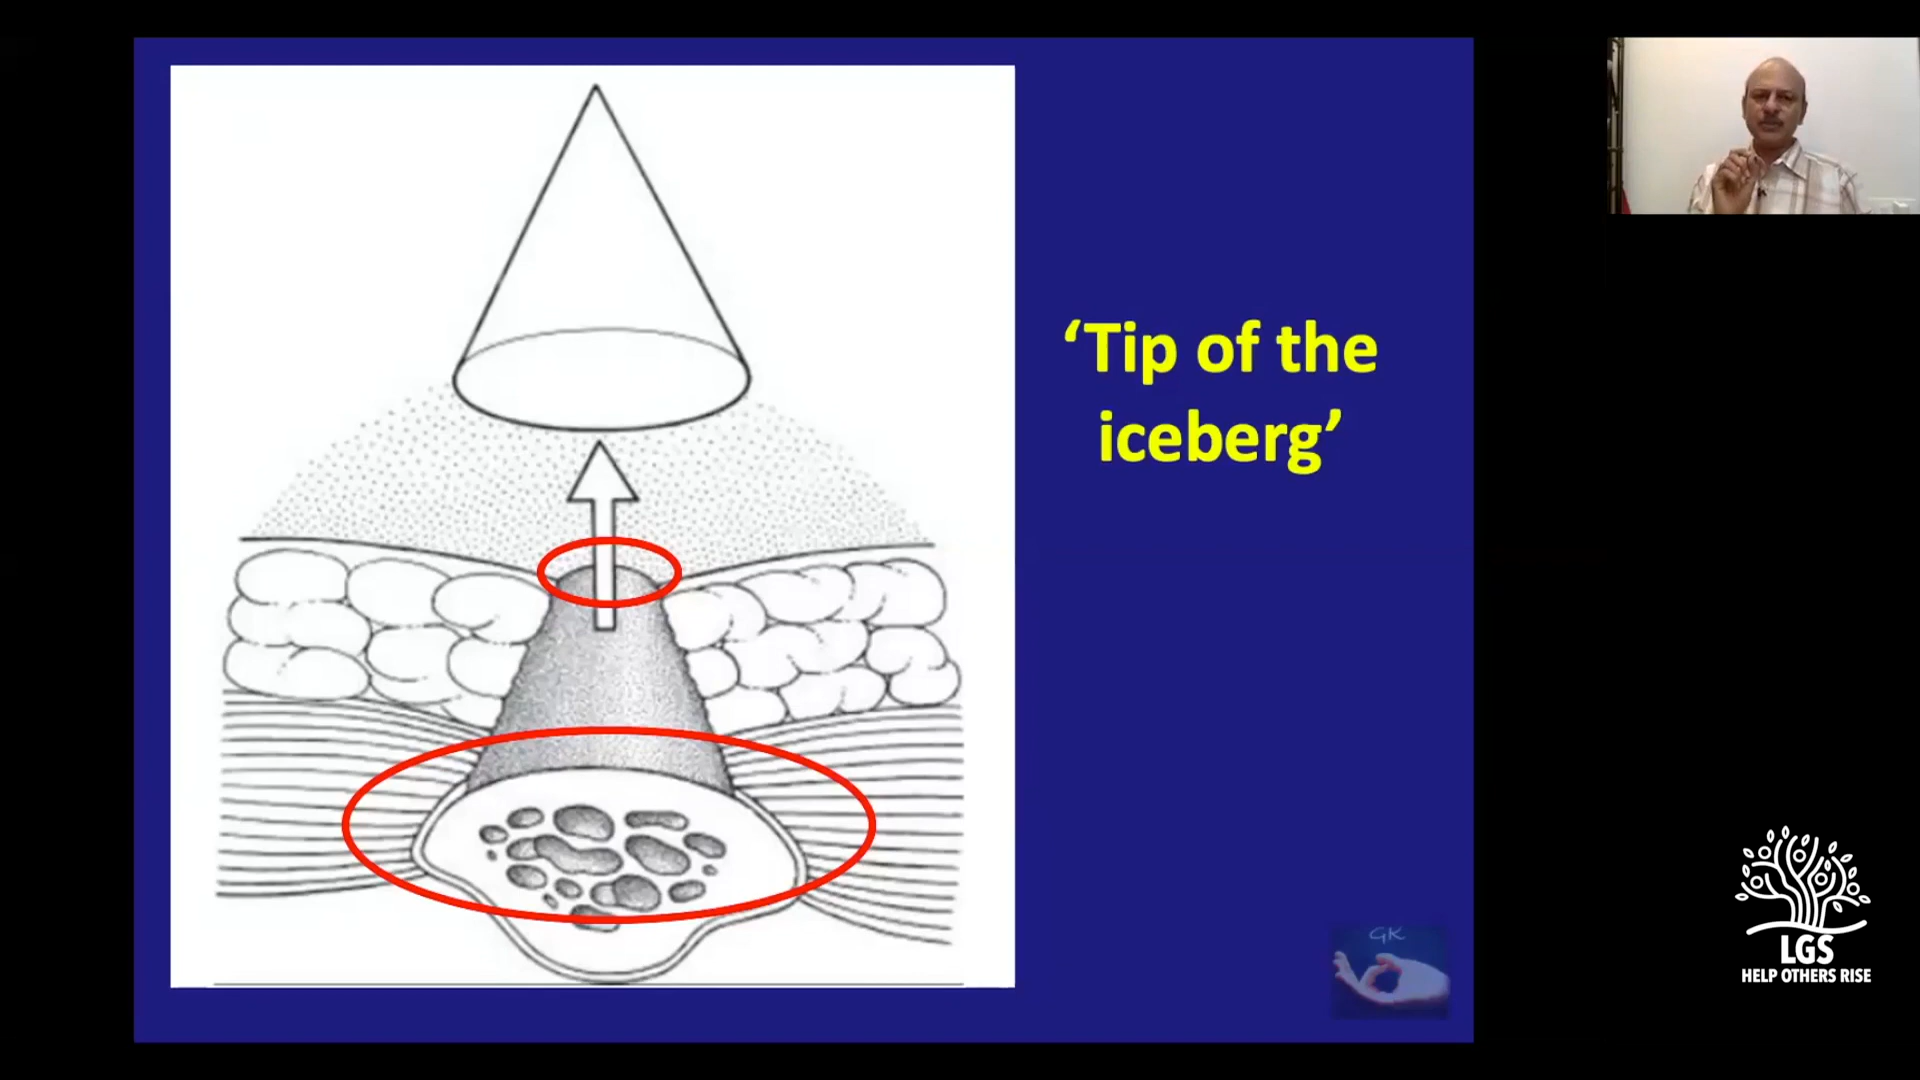 ‘Tip of the
iceberg’
GK
LGS
HELP OTHERS RISE